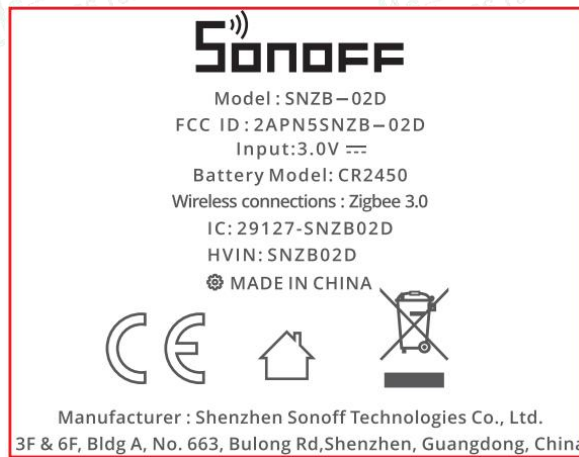 SONOFF
Model : SNZB–02D
FCC ID : 2APN5SNZB–02D
Input:3.0V
Battery Model: CR2450
Wireless connections : Zigbee 3.0
IC: 29127-SNZB02D
HVIN: SNZB02D
MADE IN CHINA
CE
Manufacturer : Shenzhen Sonoff Technologies Co., Ltd.
3F & 6F, Bldg A, No. 663, Bulong Rd,Shenzhen, Guangdong, China